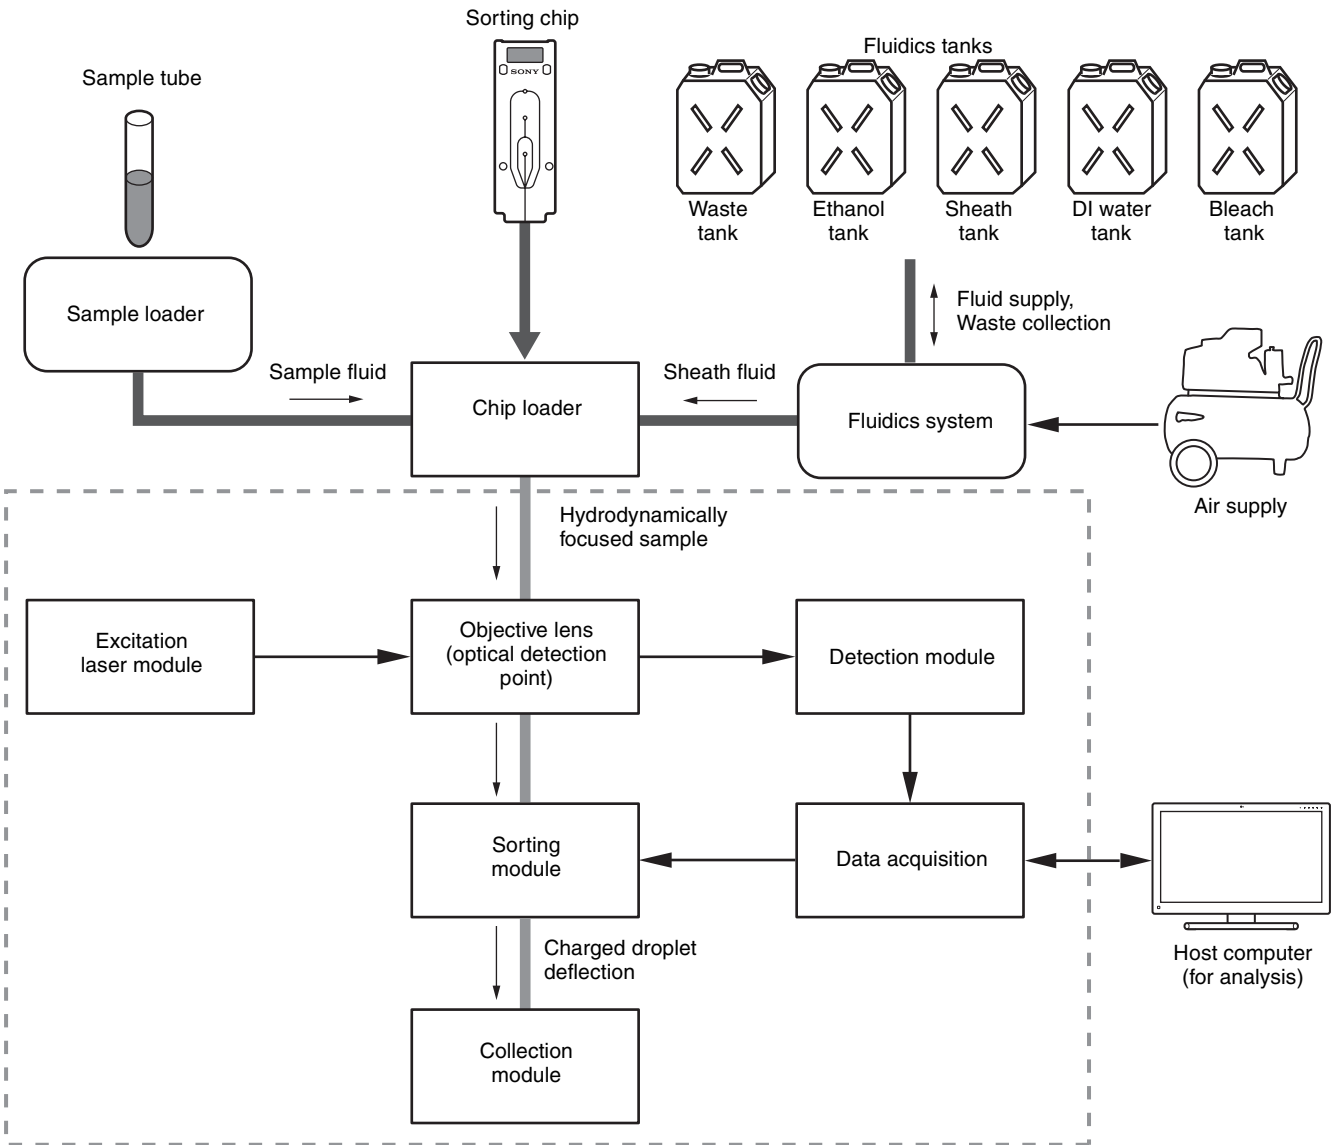 Sorting chip
SONY
Sample tube
Fluidics tanks
Waste
tank
Ethanol
tank
Sheath
tank
DI water
tank
Bleach
tank
Sample loader
Fluid supply,
Waste collection
Sample fluid
Chip loader
Sheath fluid
Fluidics system
Air supply
Hydrodynamically
focused sample
Excitation
laser module
Objective lens
(optical detection
point)
Detection module
Sorting
module
Data acquisition
Host computer
(for analysis)
Charged droplet
deflection
Collection
module